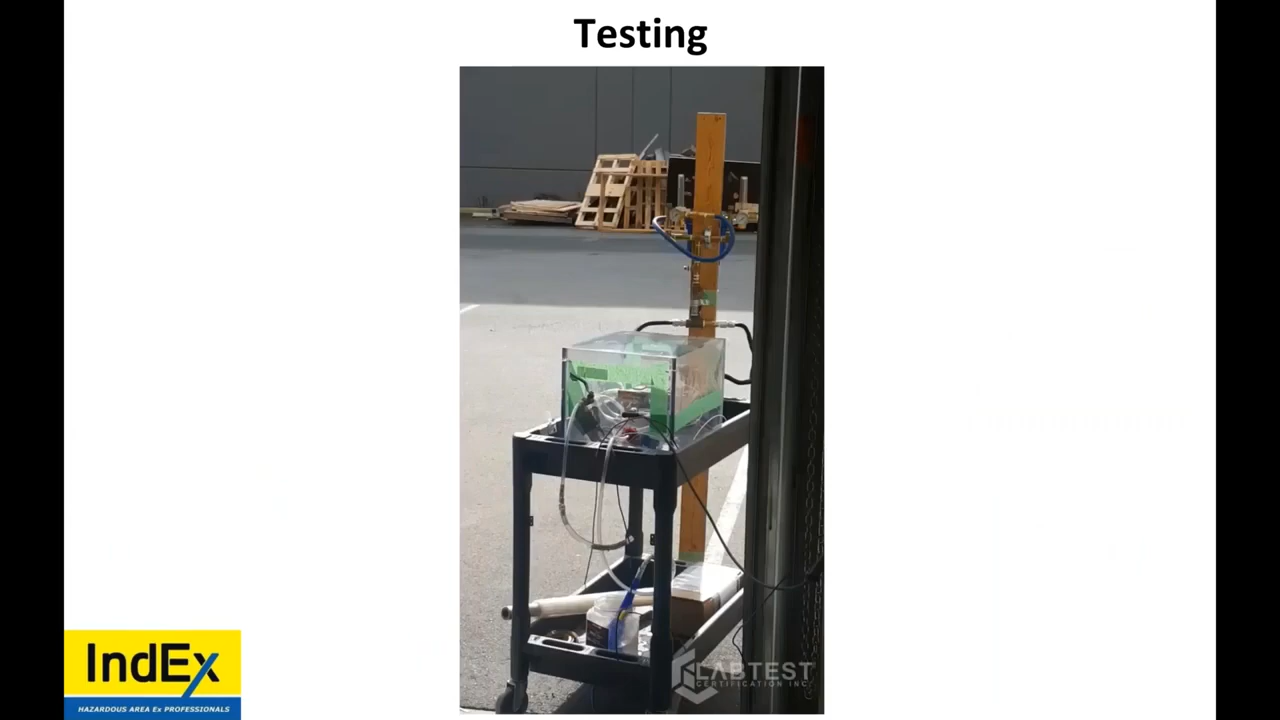 Testing
IndEx
HAZARDOUS AREA Ex PROFESSIONALS
LABTEST
CERTIFICATION INC.